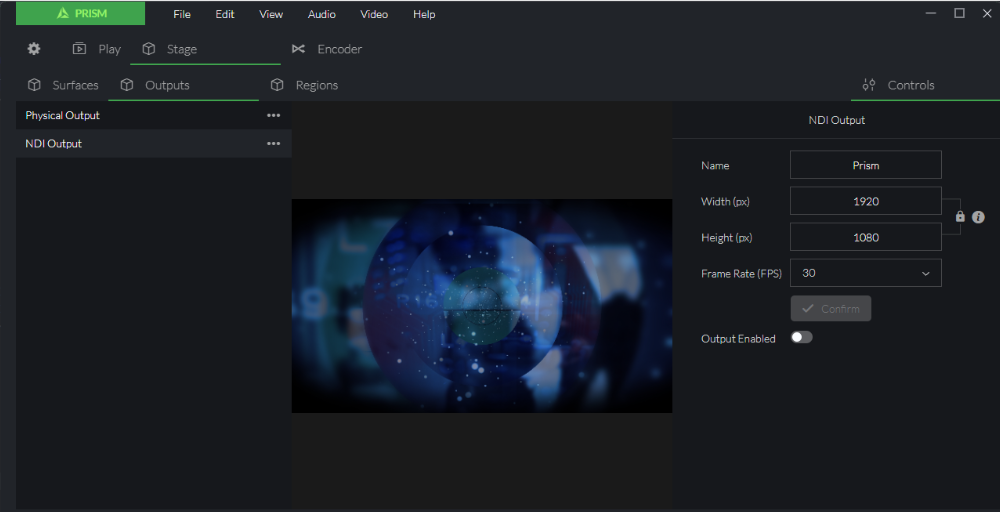 PRISM File Edit View Audio Video Help
Play Stage Encoder
Surfaces Outputs Regions Controls
Physical Output
NDI Output
NDI Output
Name Prism
Width (px) 1920
Height (px) 1080
Frame Rate (FPS) 30
Confirm
Output Enabled